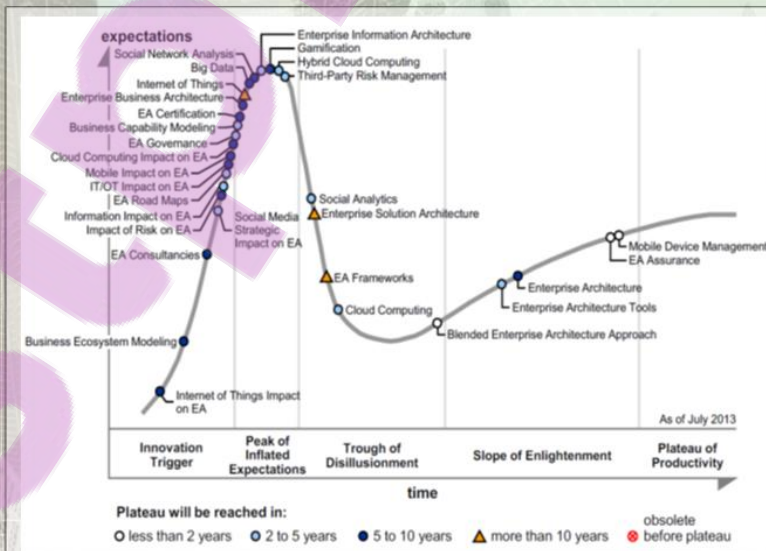 expectations
Enterprise Information Architecture
Gamification
Social Network Analysis
Hybrid Cloud Computing
Big Data
Third-Party Risk Management
Internet of Things
Enterprise Business Architecture
EA Certification
Business Capability Modeling
EA Governance
Cloud Computing Impact on EA
Mobile Impact on EA
IT/OT Impact on EA
EA Road Maps
Information Impact on EA
Impact of Risk on EA
Social Media
Strategic
Impact on EA
EA Consultancies
Business Ecosystem Modeling
Internet of Things Impact
on EA
Social Analytics
Enterprise Solution Architecture
EA Frameworks
Cloud Computing
Blended Enterprise Architecture Approach
Enterprise Architecture
Enterprise Architecture Tools
Mobile Device Management
EA Assurance
As of July 2013
Innovation
Trigger
Peak of
Inflated
Expectations
Trough of
Disillusionment
Slope of Enlightenment
Plateau of
Productivity
time
Plateau will be reached in:
less than 2 years
2 to 5 years
5 to 10 years
more than 10 years
obsolete
before plateau